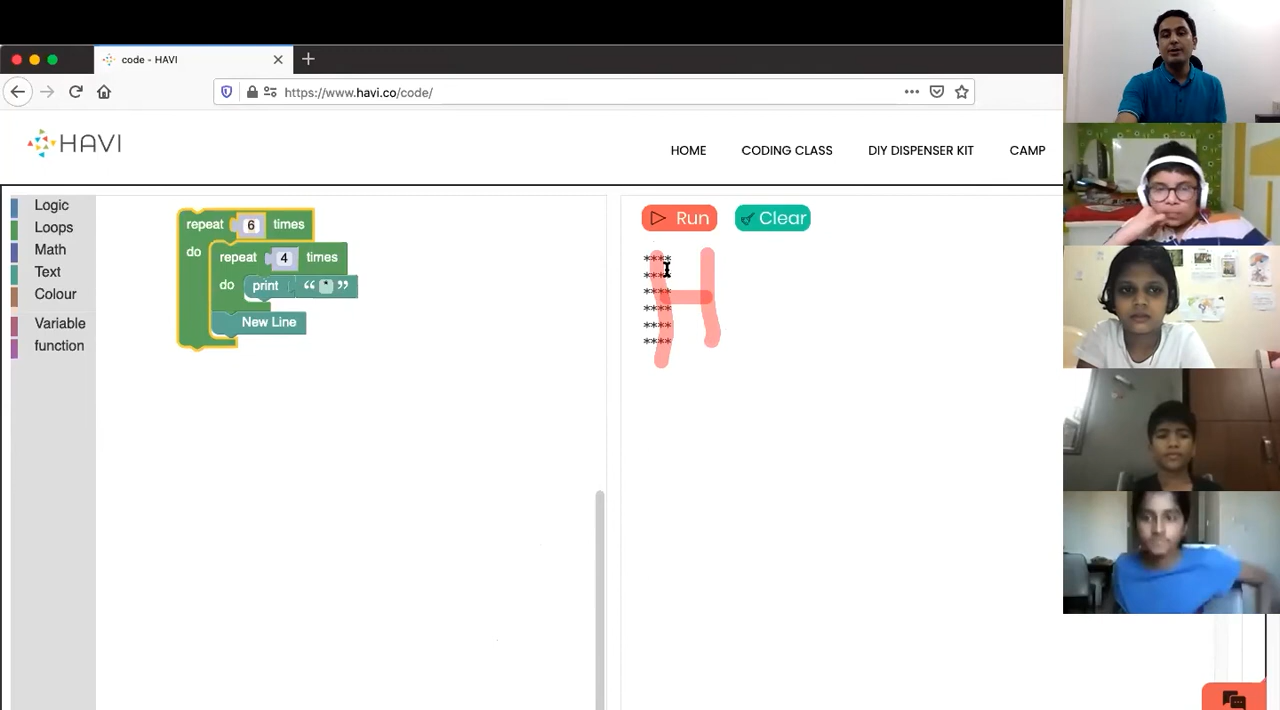 code - HAVI
https://www.havi.co/code/
HAVI
HOME CODING CLASS DIY DISPENSER KIT CAMP
Logic
Loops
Math
Text
Colour
Variable
function
repeat 6 times
do repeat 4 times
do print “ * ”
New Line
Run Clear
****
****
****
****
****
****
H